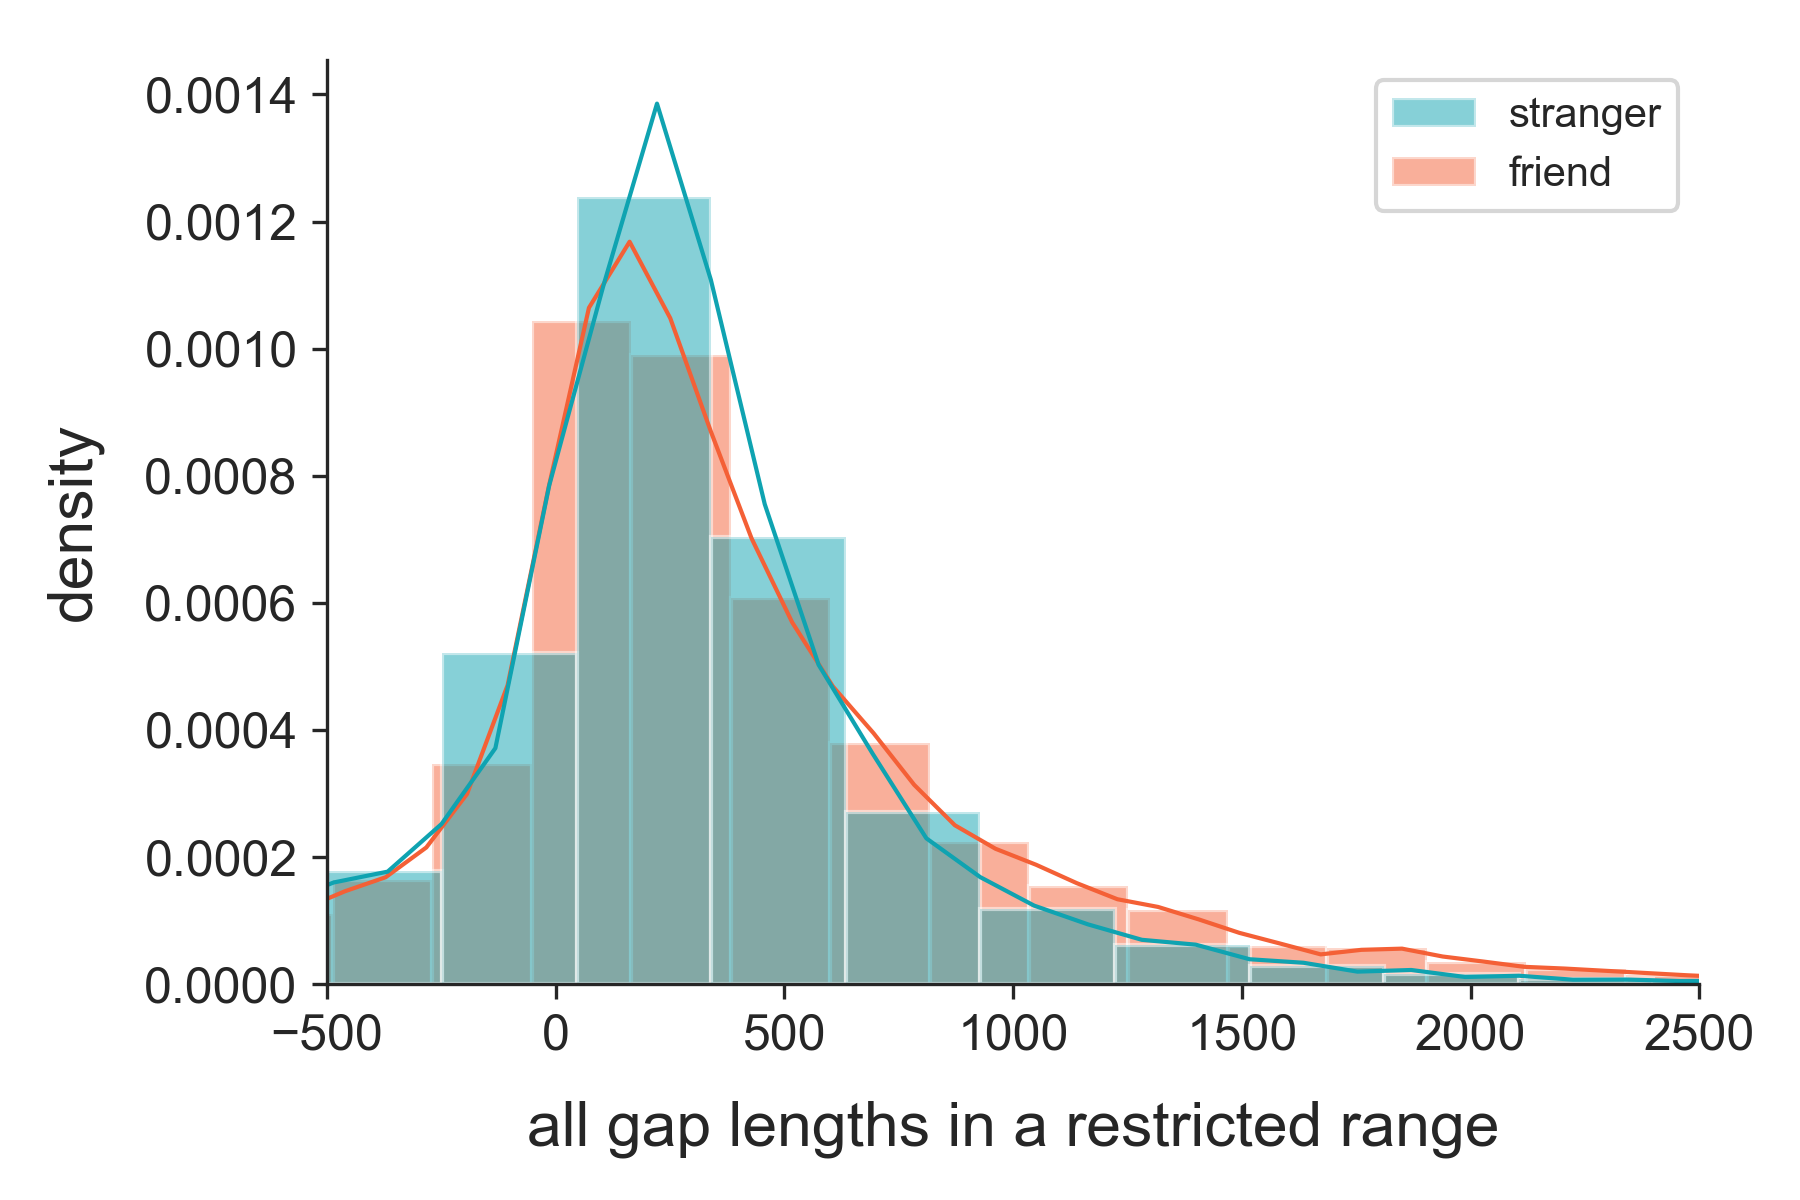 0.0014
0.0012
0.0010
0.0008
0.0006
0.0004
0.0002
0.0000
density
stranger
friend
−500 0 500 1000 1500 2000 2500
all gap lengths in a restricted range